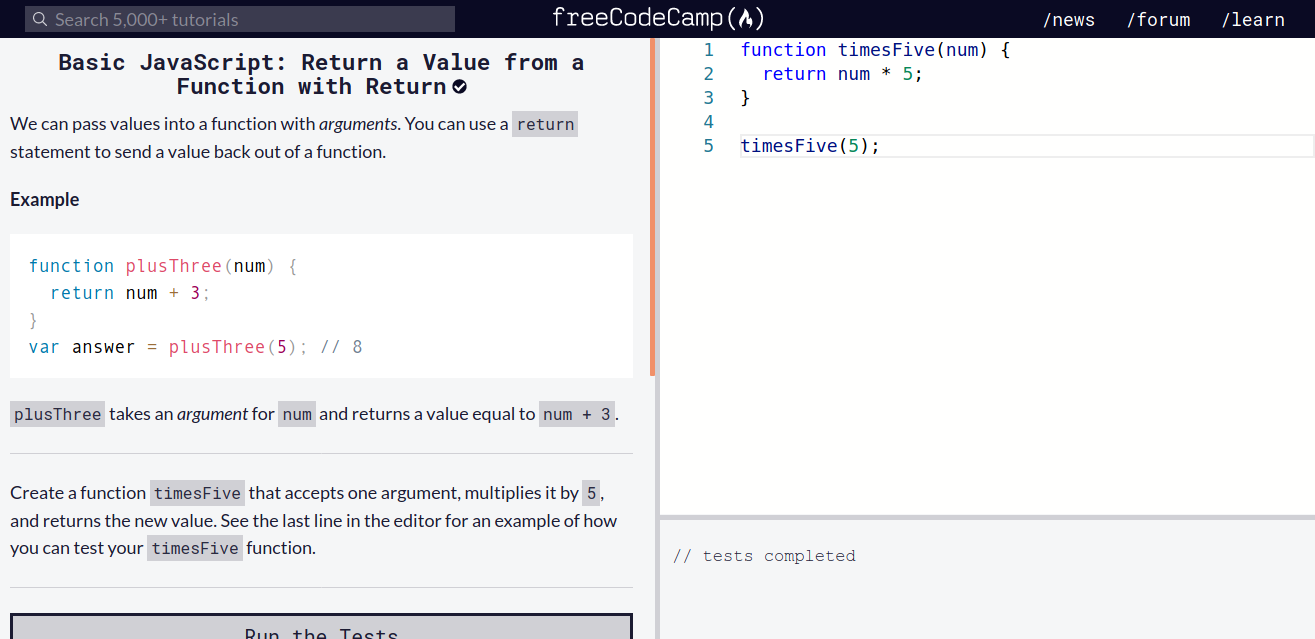 Search 5,000+ tutorials
freeCodeCamp
/news /forum /learn
Basic JavaScript: Return a Value from a
Function with Return
We can pass values into a function with arguments. You can use a return
statement to send a value back out of a function.
Example
function plusThree(num) {
  return num + 3;
}
var answer = plusThree(5); // 8
plusThree takes an argument for num and returns a value equal to num + 3.
Create a function timesFive that accepts one argument, multiplies it by 5,
and returns the new value. See the last line in the editor for an example of how
you can test your timesFive function.
Run the Tests
1 function timesFive(num) {
2   return num * 5;
3 }
4
5 timesFive(5);
// tests completed